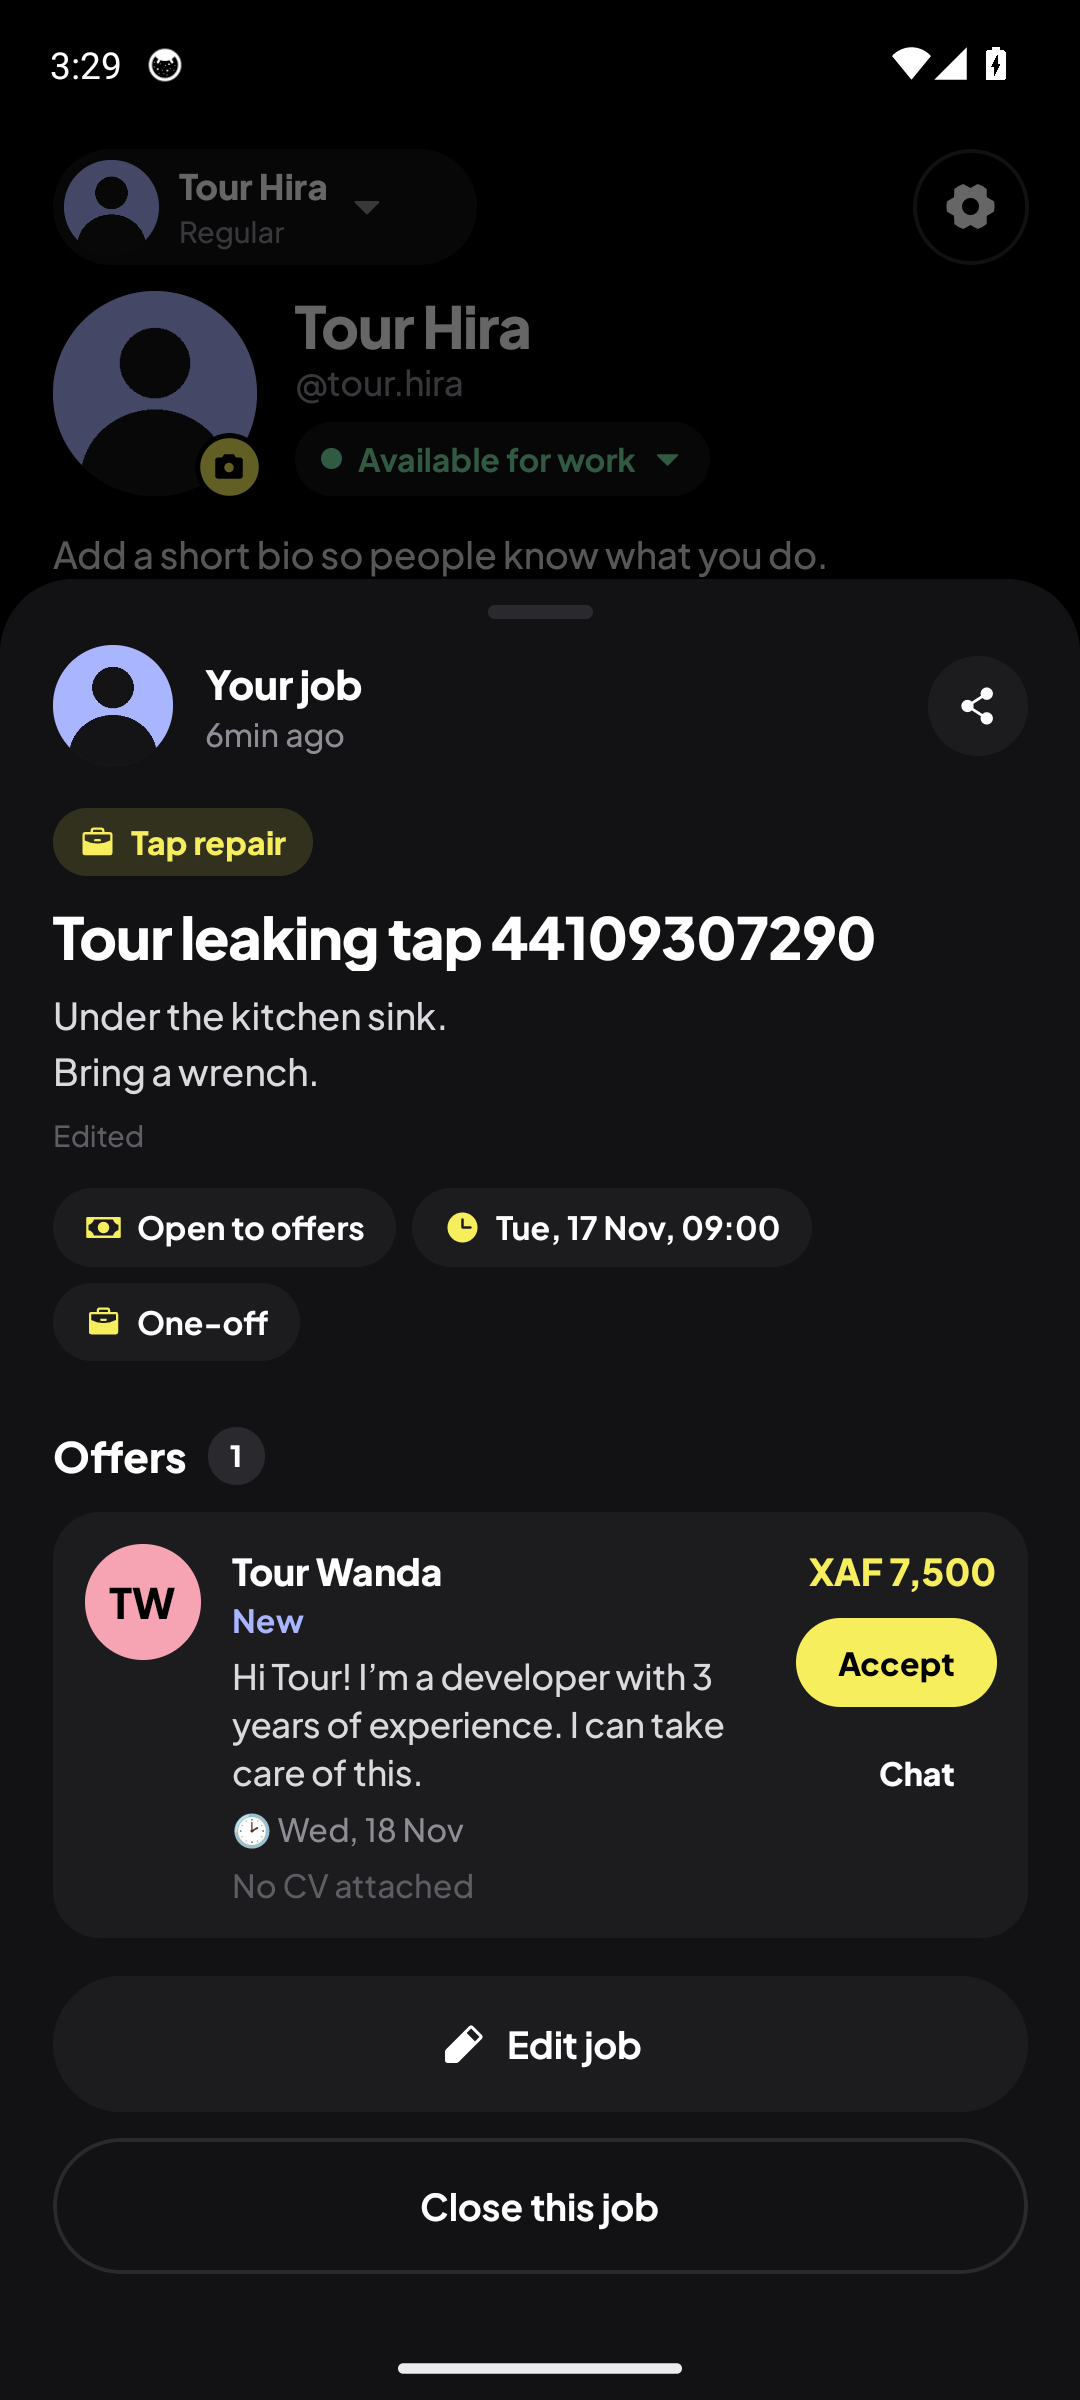 3:29
Tour Hira
Regular
Tour Hira
@tour.hira
Available for work
Add a short bio so people know what you do.
Your job
6min ago
Tap repair
Tour leaking tap 44109307290
Under the kitchen sink.
Bring a wrench.
Edited
Open to offers
Tue, 17 Nov, 09:00
One-off
Offers 1
TW
Tour Wanda
XAF 7,500
New
Accept
Hi Tour! I’m a developer with 3
years of experience. I can take
care of this.
Chat
🕑 Wed, 18 Nov
No CV attached
Edit job
Close this job